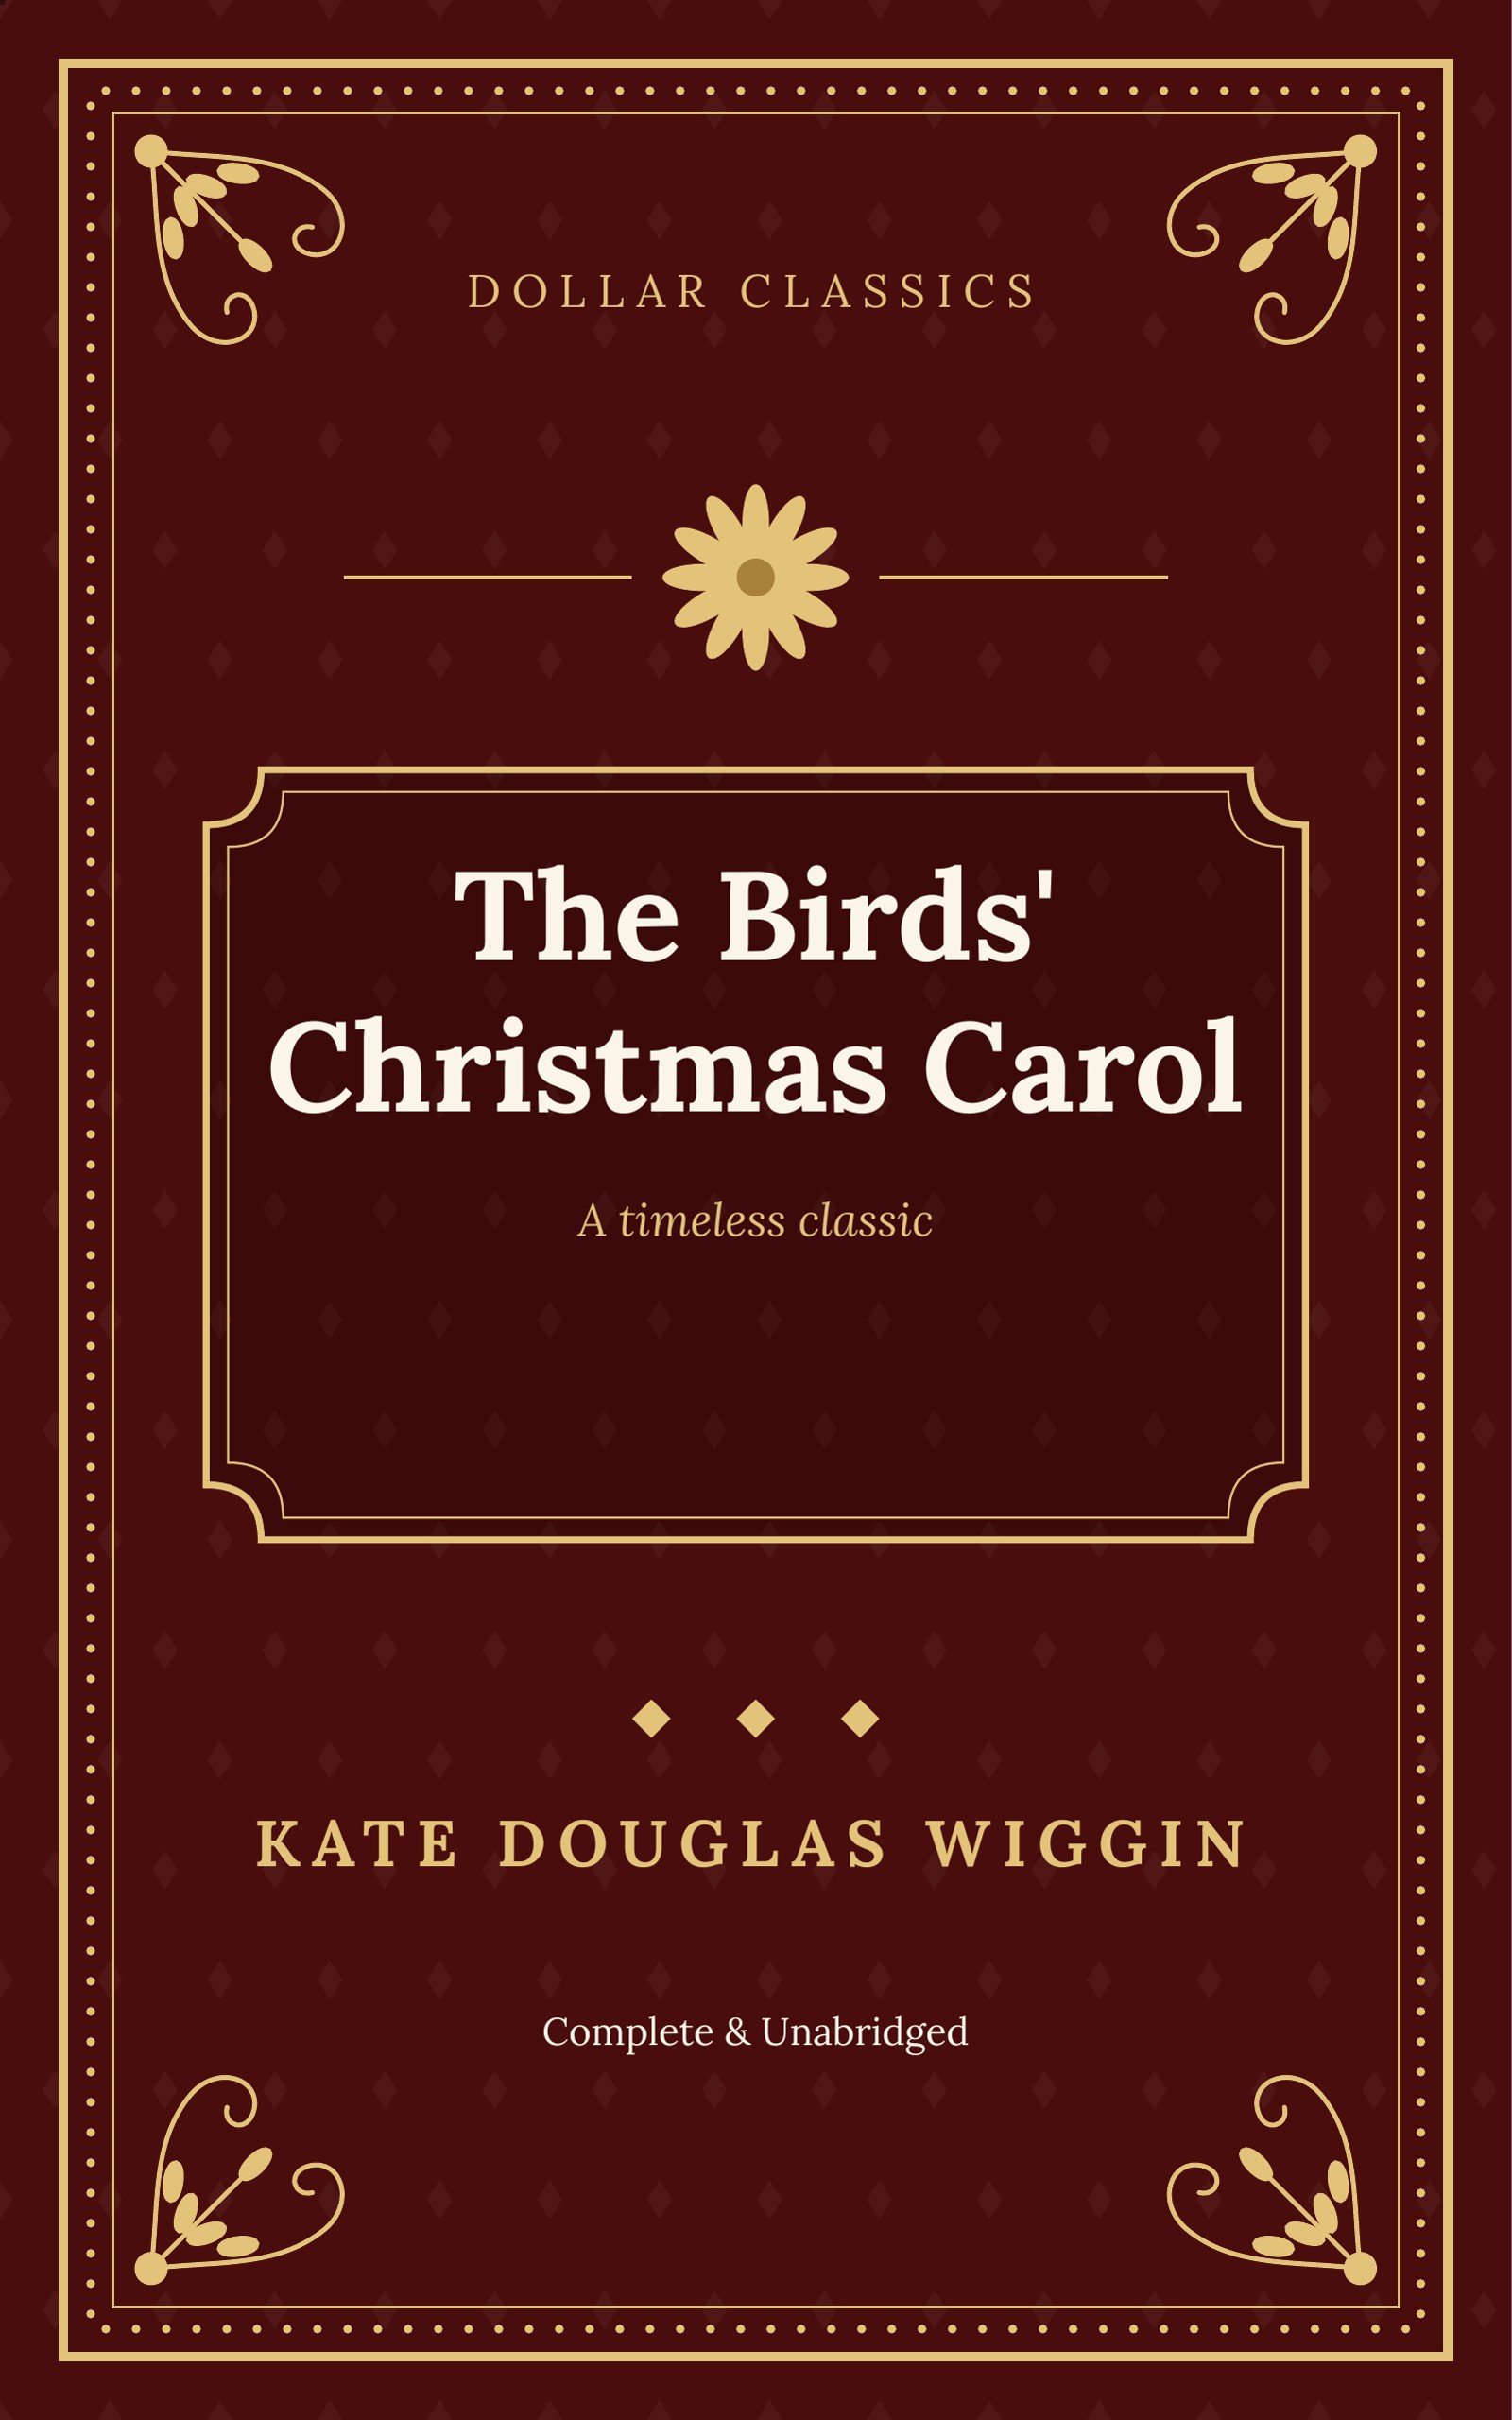 DOLLAR CLASSICS
The Birds'
Christmas Carol
A timeless classic
KATE DOUGLAS WIGGIN
Complete & Unabridged